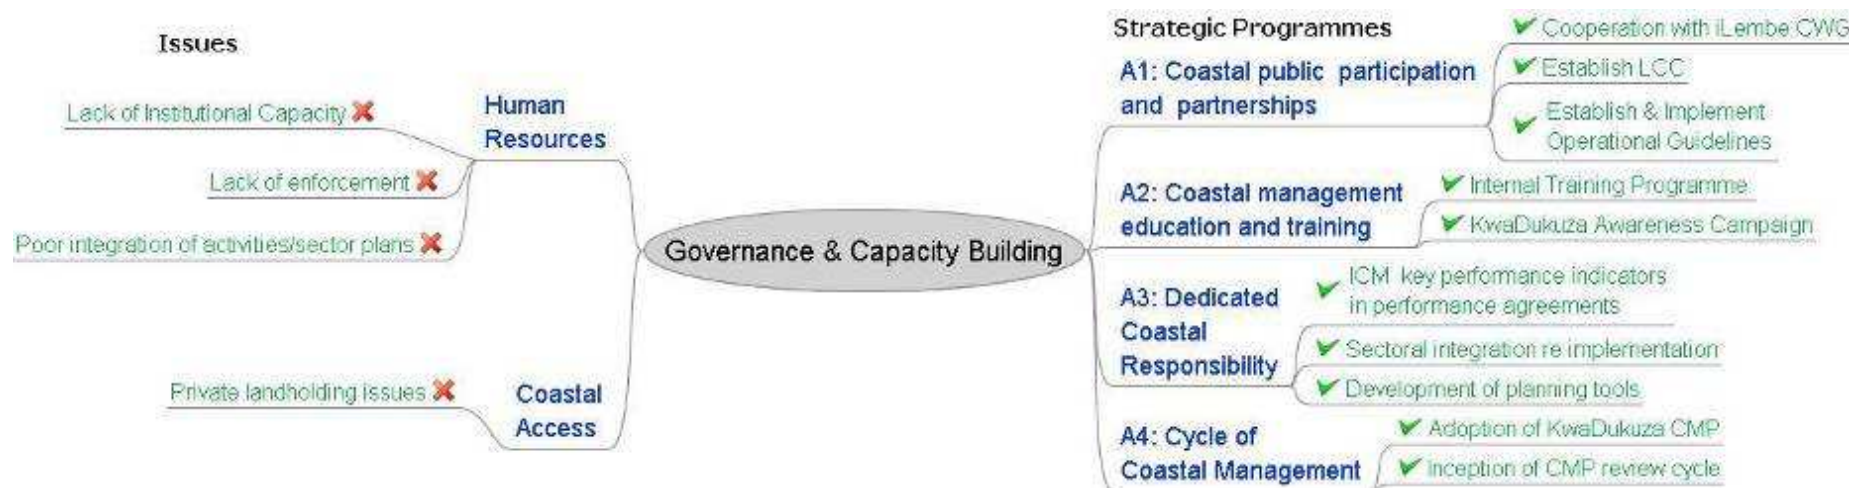 Issues
Human
Resources
Lack of Institutional Capacity
Lack of enforcement
Poor integration of activities/sector plans
Coastal
Access
Private landholding issues
Governance & Capacity Building
Strategic Programmes
A1: Coastal public participation
and partnerships
Cooperation with iLembe CWG
Establish LCC
Establish & Implement
Operational Guidelines
A2: Coastal management
education and training
Internal Training Programme
KwaDukuza Awareness Campaign
A3: Dedicated
Coastal
Responsibility
ICM key performance indicators
in performance agreements
Sectoral integration re implementation
Development of planning tools
A4: Cycle of
Coastal Management
Adoption of KwaDukuza CMP
Inception of CMP review cycle